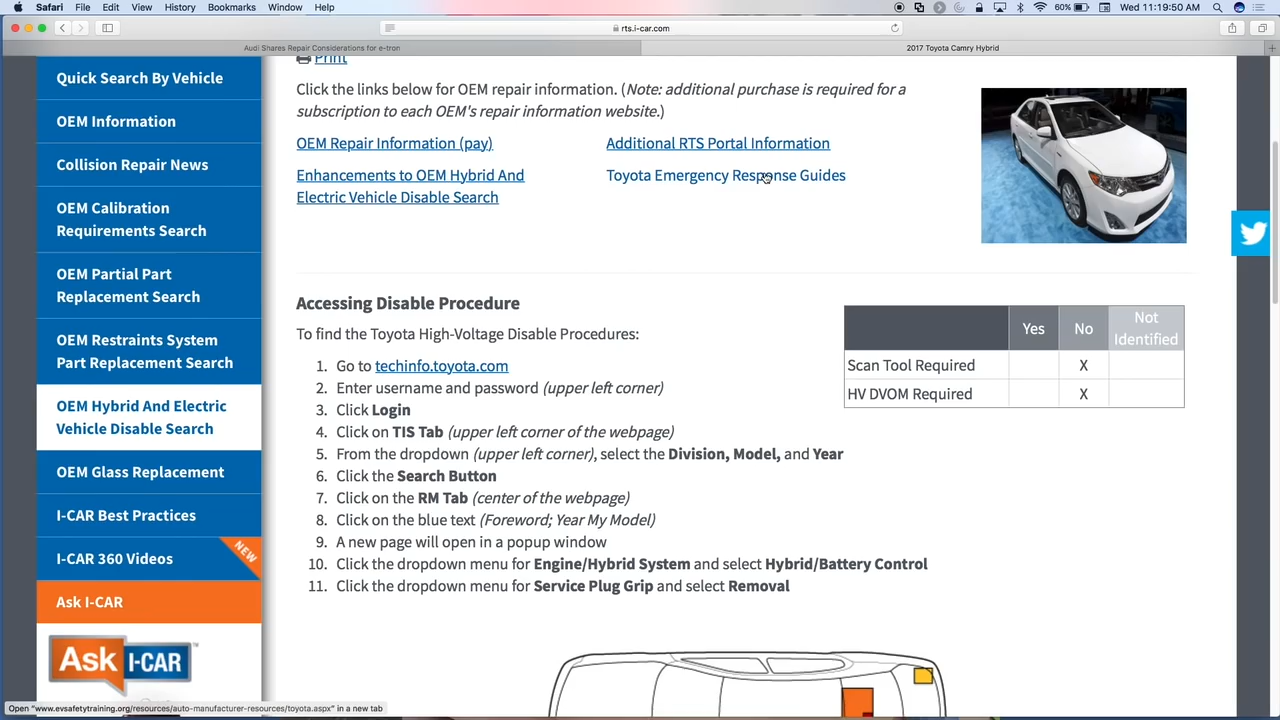 Safari File Edit View History Bookmarks Window Help
60% Wed 11:19:50 AM
rts.i-car.com
Audi Shares Repair Considerations for e-tron
2017 Toyota Camry Hybrid
Quick Search By Vehicle
OEM Information
Collision Repair News
OEM Calibration
Requirements Search
OEM Partial Part
Replacement Search
OEM Restraints System
Part Replacement Search
OEM Hybrid And Electric
Vehicle Disable Search
OEM Glass Replacement
I-CAR Best Practices
I-CAR 360 Videos
NEW
Ask I-CAR
Ask I-CAR™
Print
Click the links below for OEM repair information. (Note: additional purchase is required for a
subscription to each OEM's repair information website.)
OEM Repair Information (pay)
Additional RTS Portal Information
Enhancements to OEM Hybrid And
Electric Vehicle Disable Search
Toyota Emergency Response Guides
Accessing Disable Procedure
To find the Toyota High-Voltage Disable Procedures:
1. Go to techinfo.toyota.com
2. Enter username and password (upper left corner)
3. Click Login
4. Click on TIS Tab (upper left corner of the webpage)
5. From the dropdown (upper left corner), select the Division, Model, and Year
6. Click the Search Button
7. Click on the RM Tab (center of the webpage)
8. Click on the blue text (Foreword; Year My Model)
9. A new page will open in a popup window
10. Click the dropdown menu for Engine/Hybrid System and select Hybrid/Battery Control
11. Click the dropdown menu for Service Plug Grip and select Removal
Yes No Not Identified
Scan Tool Required X
HV DVOM Required X
Open "www.evsafetytraining.org/resources/auto-manufacturer-resources/toyota.aspx" in a new tab